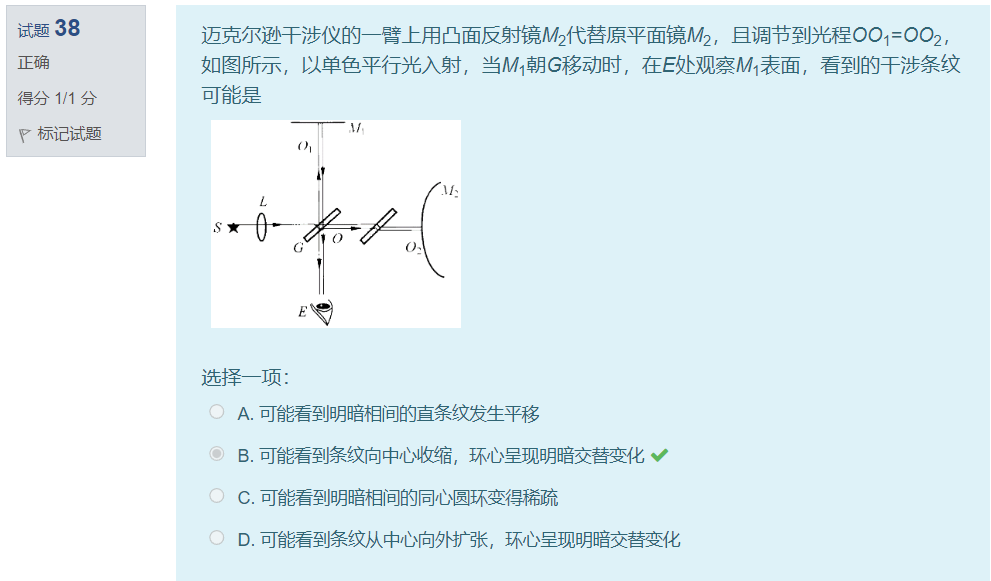 试题 38
正确
得分 1/1 分
标记试题
迈克尔逊干涉仪的一臂上用凸面反射镜M2代替原平面镜M2，且调节到光程OO1=OO2，
如图所示，以单色平行光入射，当M1朝G移动时，在E处观察M1表面，看到的干涉条纹
可能是
M1
O1
L
M2
S
G
O
O2
E
选择一项：
A. 可能看到明暗相间的直条纹发生平移
B. 可能看到条纹向中心收缩，环心呈现明暗交替变化
C. 可能看到明暗相间的同心圆环变得稀疏
D. 可能看到条纹从中心向外扩张，环心呈现明暗交替变化